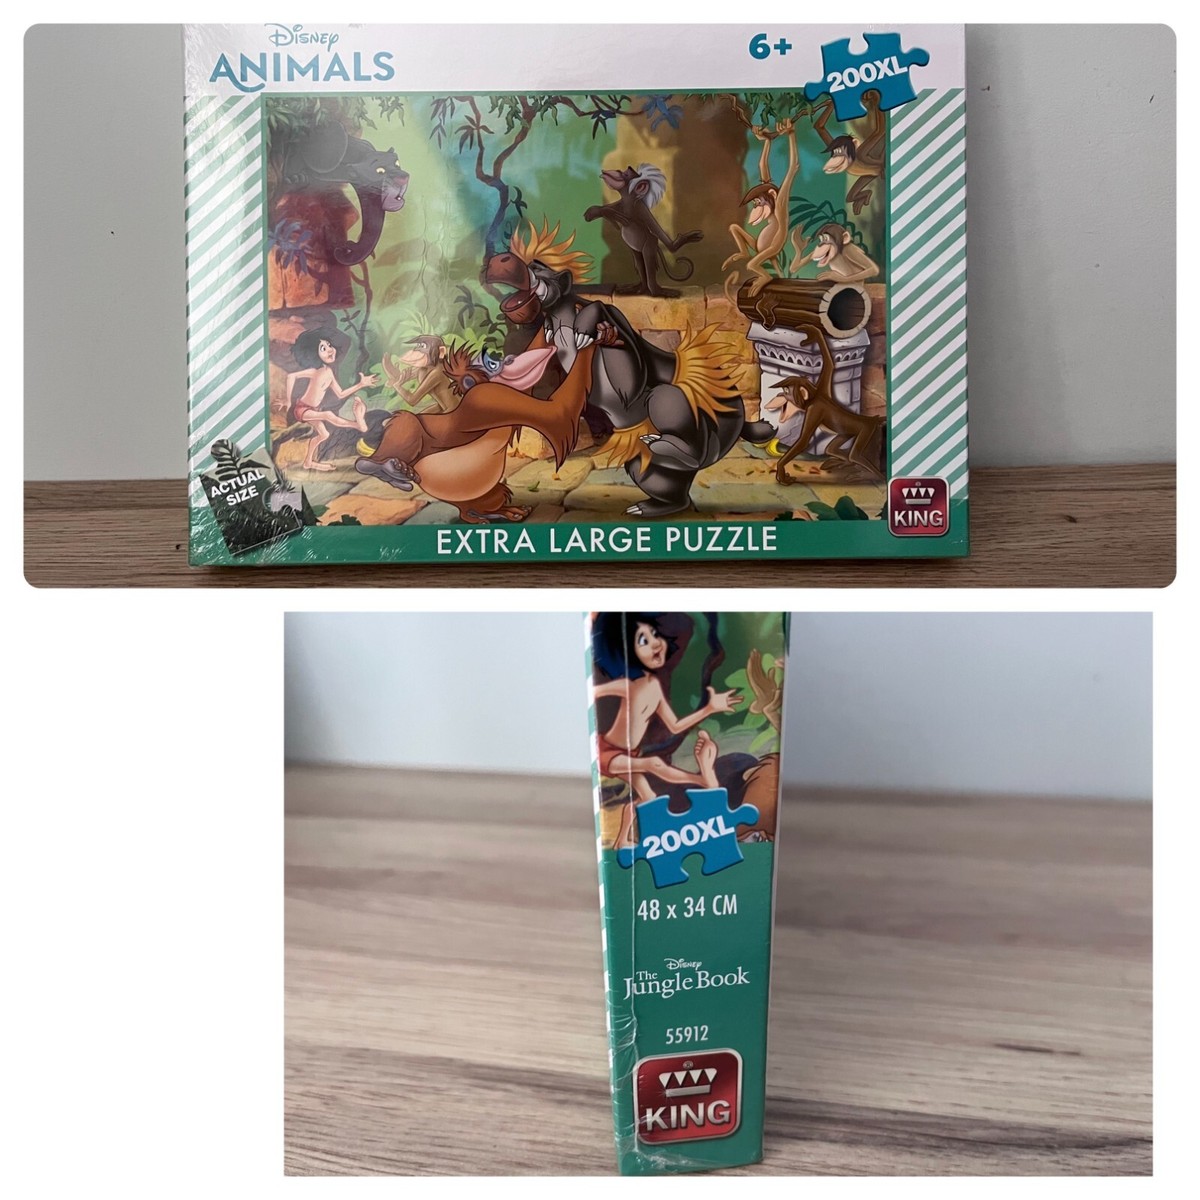 Disney
ANIMALS
6+
200XL
ACTUAL
SIZE
KING
EXTRA LARGE PUZZLE
200XL
48 x 34 CM
Disney
The
Jungle Book
55912
KING